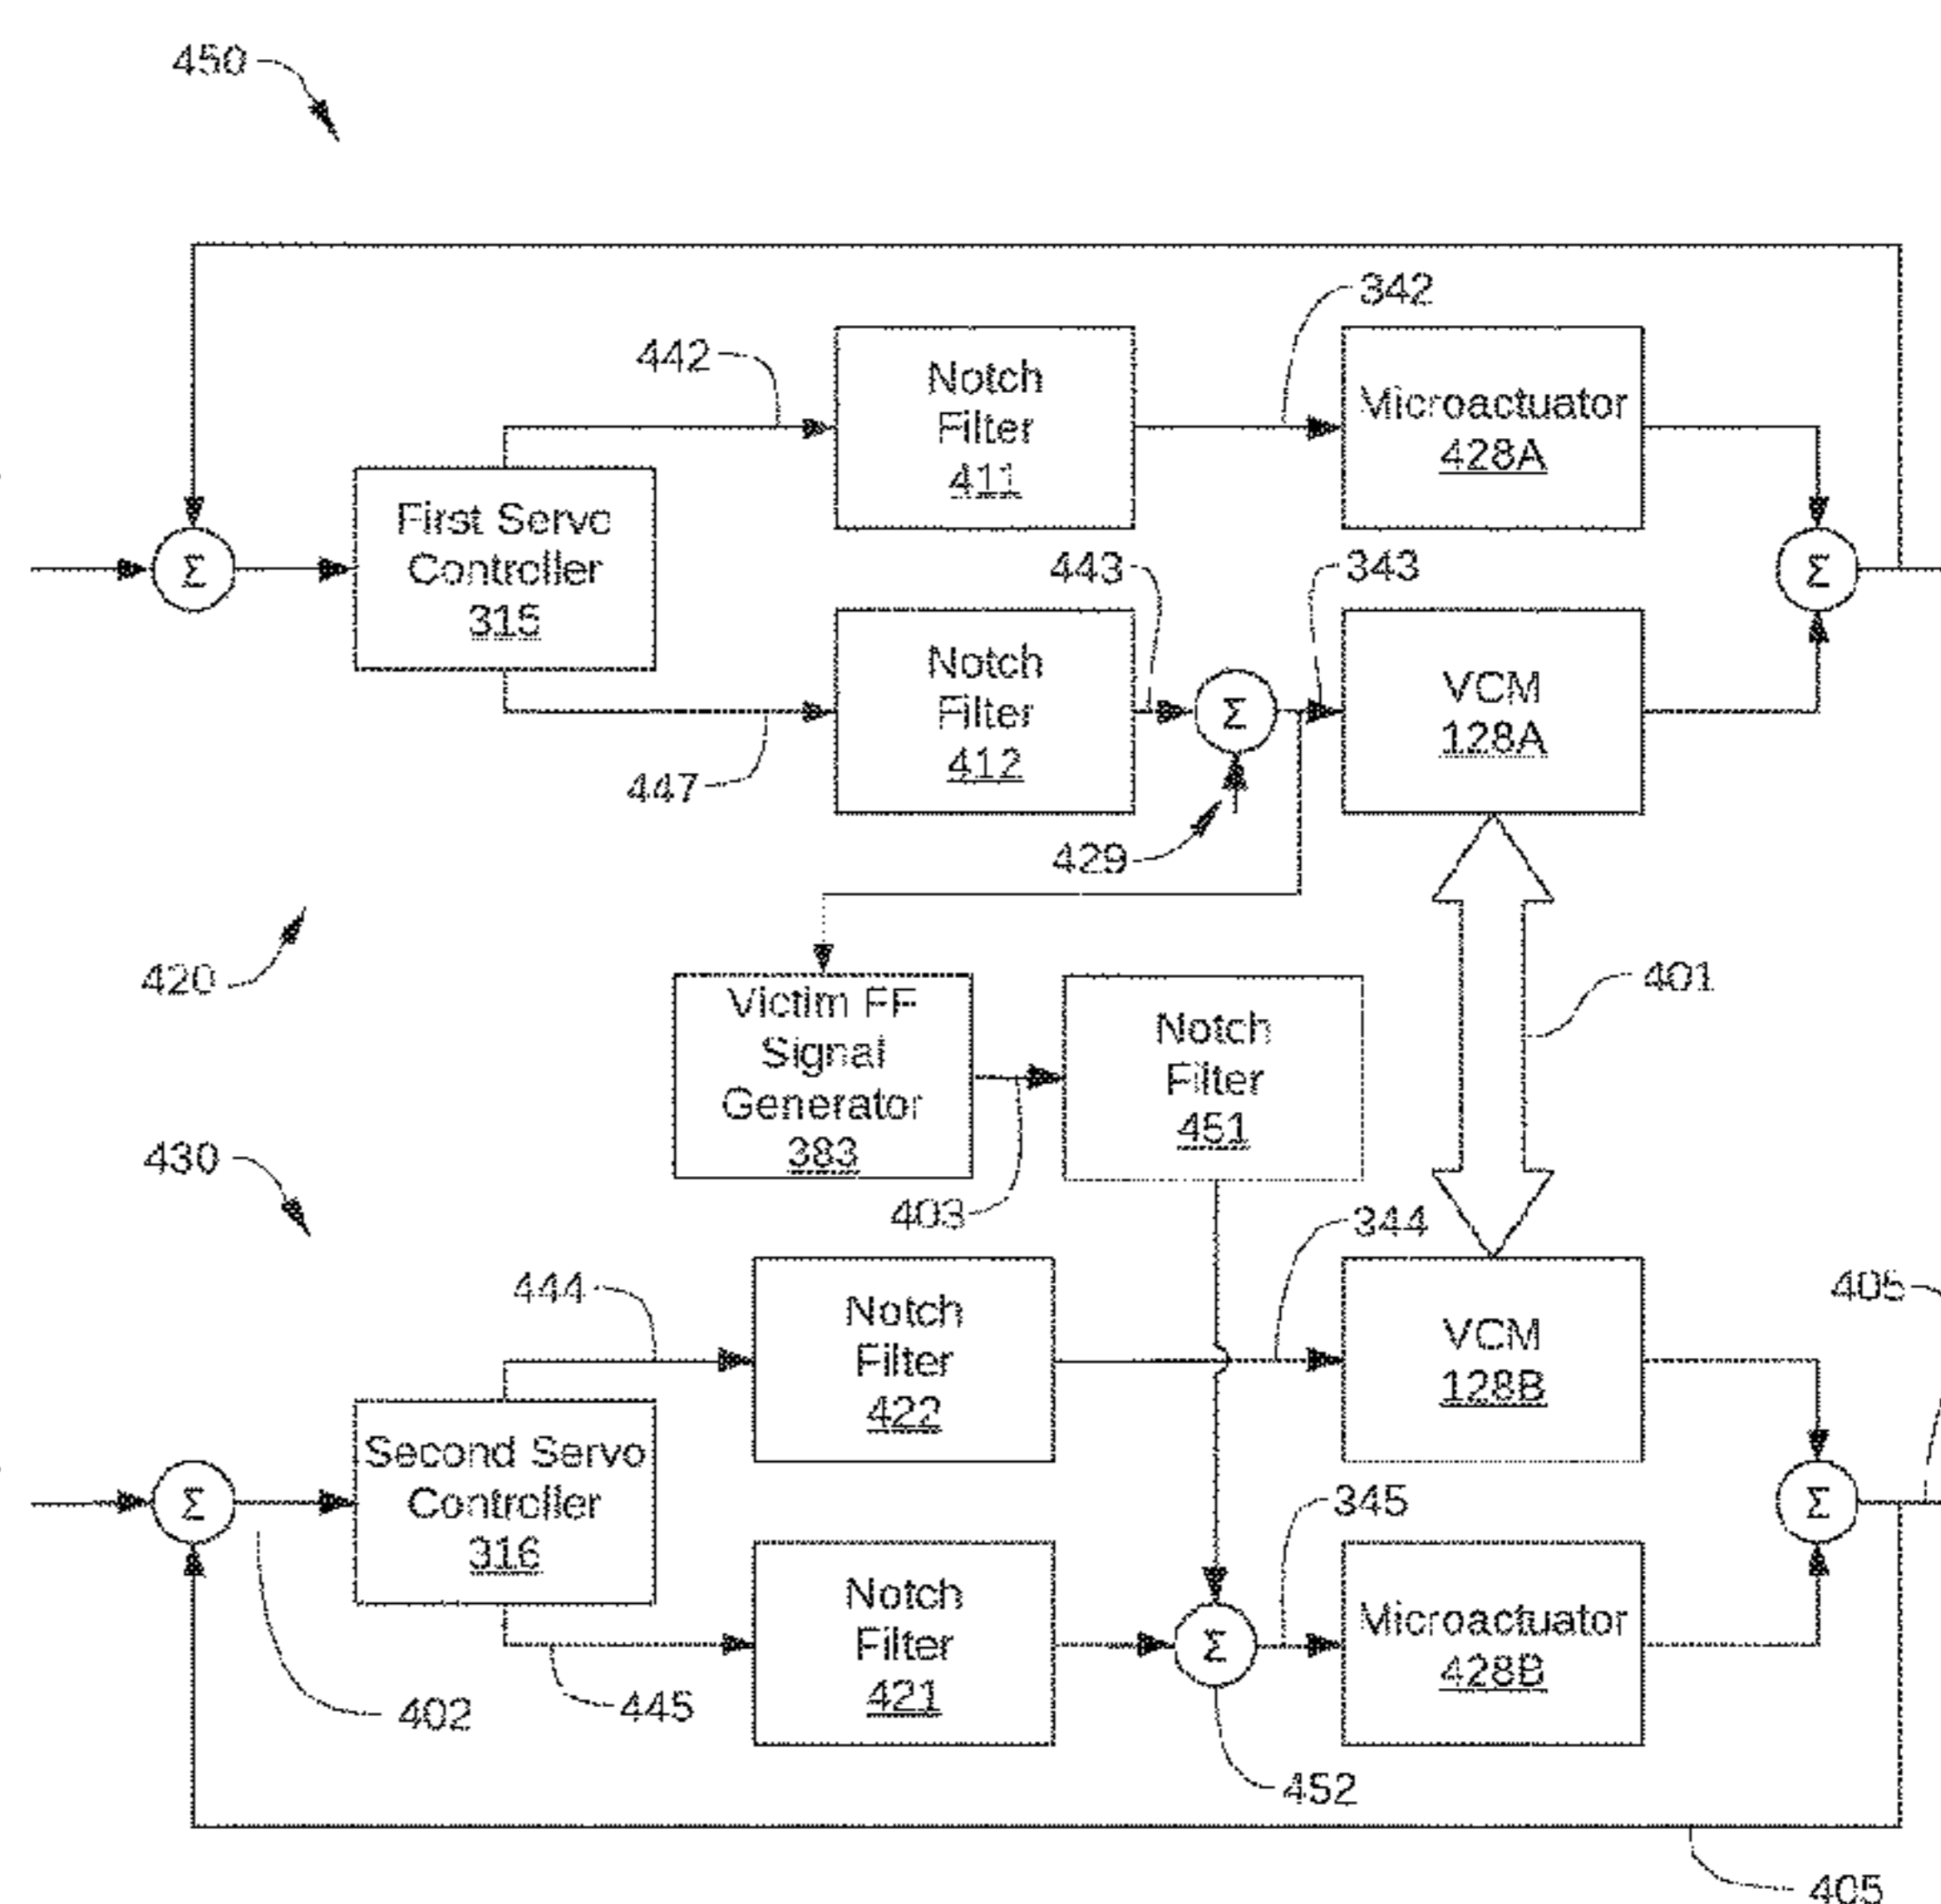 450
342
442
Notch
Filter
411
Microactuator
428A
First Servo
Controller
315
443
343
Σ
Σ
Notch
Filter
412
Σ
VCM
128A
447
429
420
Victim FF
Signal
Generator
383
Notch
Filter
451
401
430
403
344
444
Notch
Filter
422
VCM
128B
405
Second Servo
Controller
316
Σ
345
Σ
Notch
Filter
421
Σ
Microactuator
428B
402
445
452
405